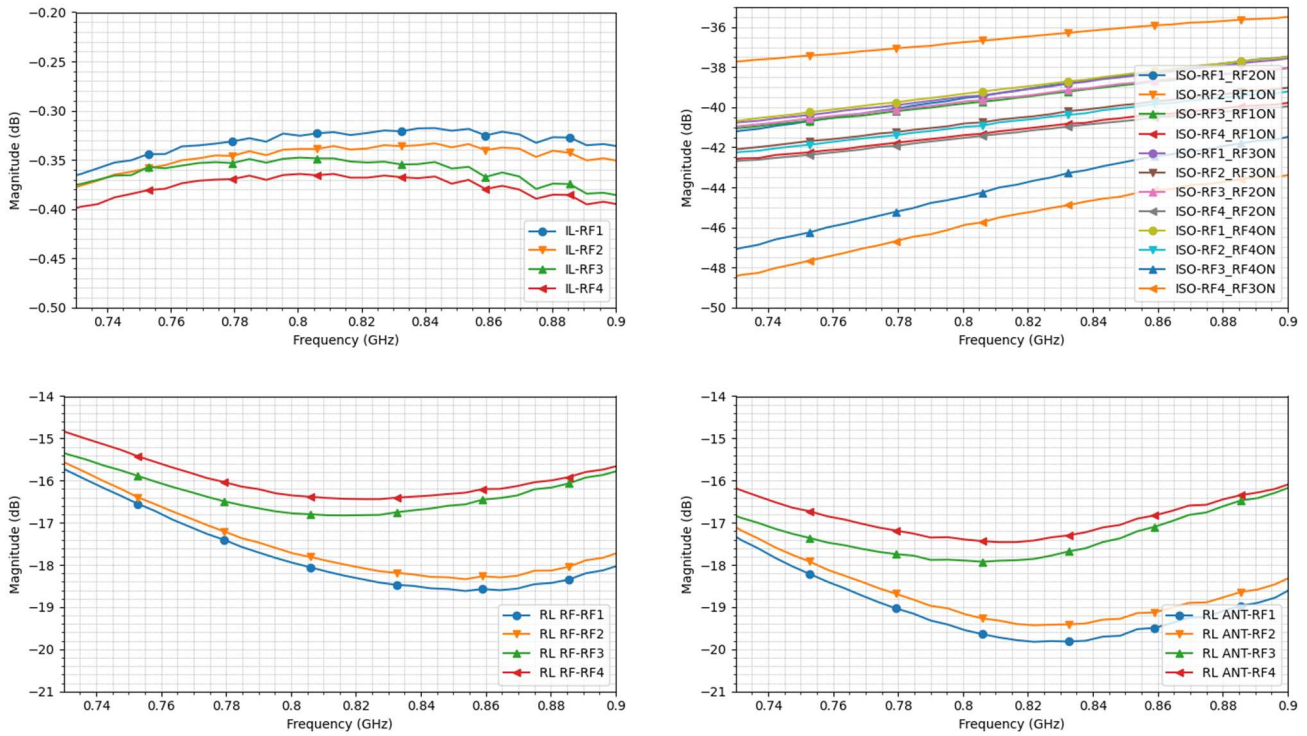 −0.20
−0.25
−0.30
−0.35
−0.40
−0.45
−0.50
Magnitude (dB)
0.74 0.76 0.78 0.8 0.82 0.84 0.86 0.88 0.9
Frequency (GHz)
IL-RF1
IL-RF2
IL-RF3
IL-RF4
−36
−38
−40
−42
−44
−46
−48
−50
Magnitude (dB)
0.74 0.76 0.78 0.8 0.82 0.84 0.86 0.88 0.9
Frequency (GHz)
ISO-RF1_RF2ON
ISO-RF2_RF1ON
ISO-RF3_RF1ON
ISO-RF4_RF1ON
ISO-RF1_RF3ON
ISO-RF2_RF3ON
ISO-RF3_RF2ON
ISO-RF4_RF2ON
ISO-RF1_RF4ON
ISO-RF2_RF4ON
ISO-RF3_RF4ON
ISO-RF4_RF3ON
−14
−15
−16
−17
−18
−19
−20
−21
Magnitude (dB)
0.74 0.76 0.78 0.8 0.82 0.84 0.86 0.88 0.9
Frequency (GHz)
RL RF-RF1
RL RF-RF2
RL RF-RF3
RL RF-RF4
−14
−15
−16
−17
−18
−19
−20
−21
Magnitude (dB)
0.74 0.76 0.78 0.8 0.82 0.84 0.86 0.88 0.9
Frequency (GHz)
RL ANT-RF1
RL ANT-RF2
RL ANT-RF3
RL ANT-RF4